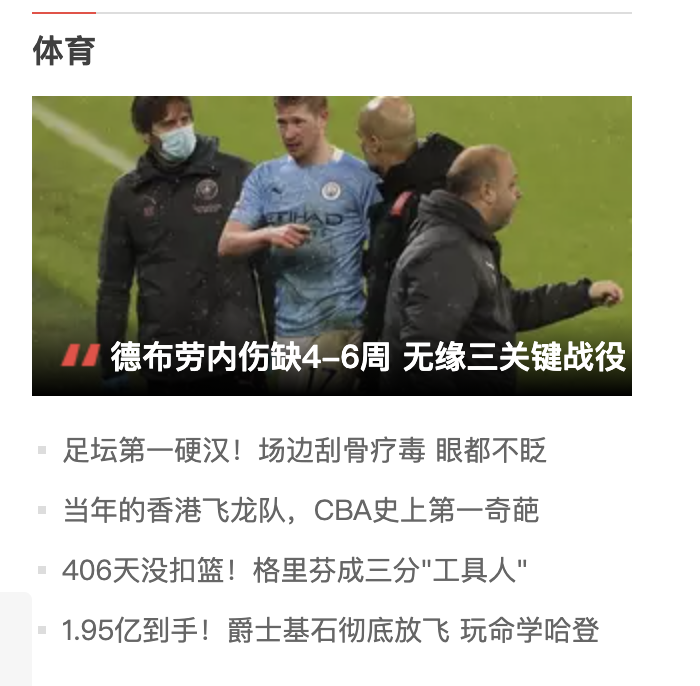 体育
ETIHAD
17
德布劳内伤缺4-6周 无缘三关键战役
足坛第一硬汉！场边刮骨疗毒 眼都不眨
当年的香港飞龙队，CBA史上第一奇葩
406天没扣篮！格里芬成三分"工具人"
1.95亿到手！爵士基石彻底放飞 玩命学哈登